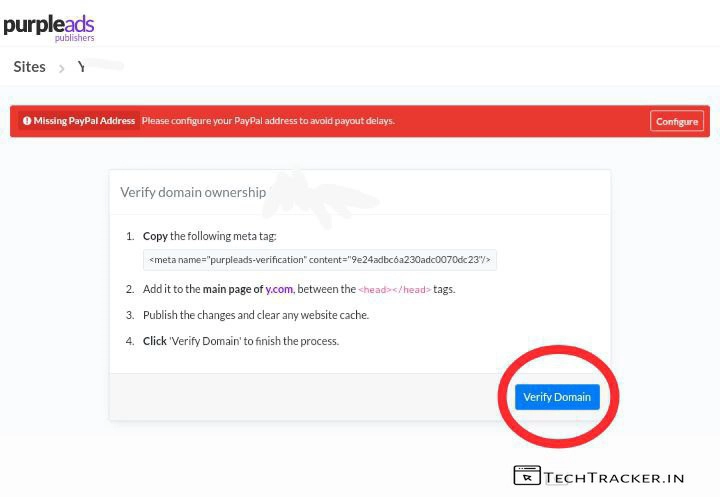 purpleads
publishers
Sites > Y
Missing PayPal Address Please configure your PayPal address to avoid payout delays. Configure
Verify domain ownership
1. Copy the following meta tag:
<meta name="purpleads-verification" content="9e24adbc6a230adc0070dc23"/>
2. Add it to the main page of y.com, between the <head></head> tags.
3. Publish the changes and clear any website cache.
4. Click 'Verify Domain' to finish the process.
Verify Domain
TECHTRACKER.IN